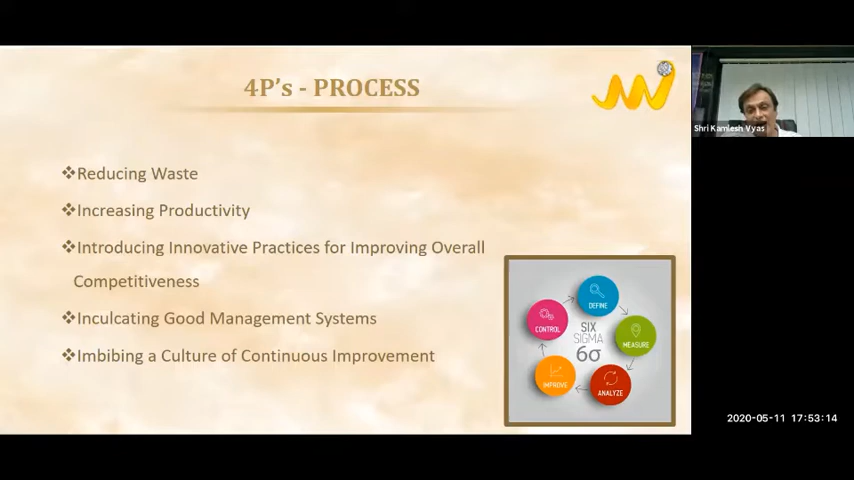 4P's - PROCESS
Shri Kamlesh Vyas
❖Reducing Waste
❖Increasing Productivity
❖Introducing Innovative Practices for Improving Overall
Competitiveness
❖Inculcating Good Management Systems
❖Imbibing a Culture of Continuous Improvement
DEFINE
CONTROL
SIX
SIGMA
6σ
MEASURE
IMPROVE
ANALYZE
2020-05-11 17:53:14